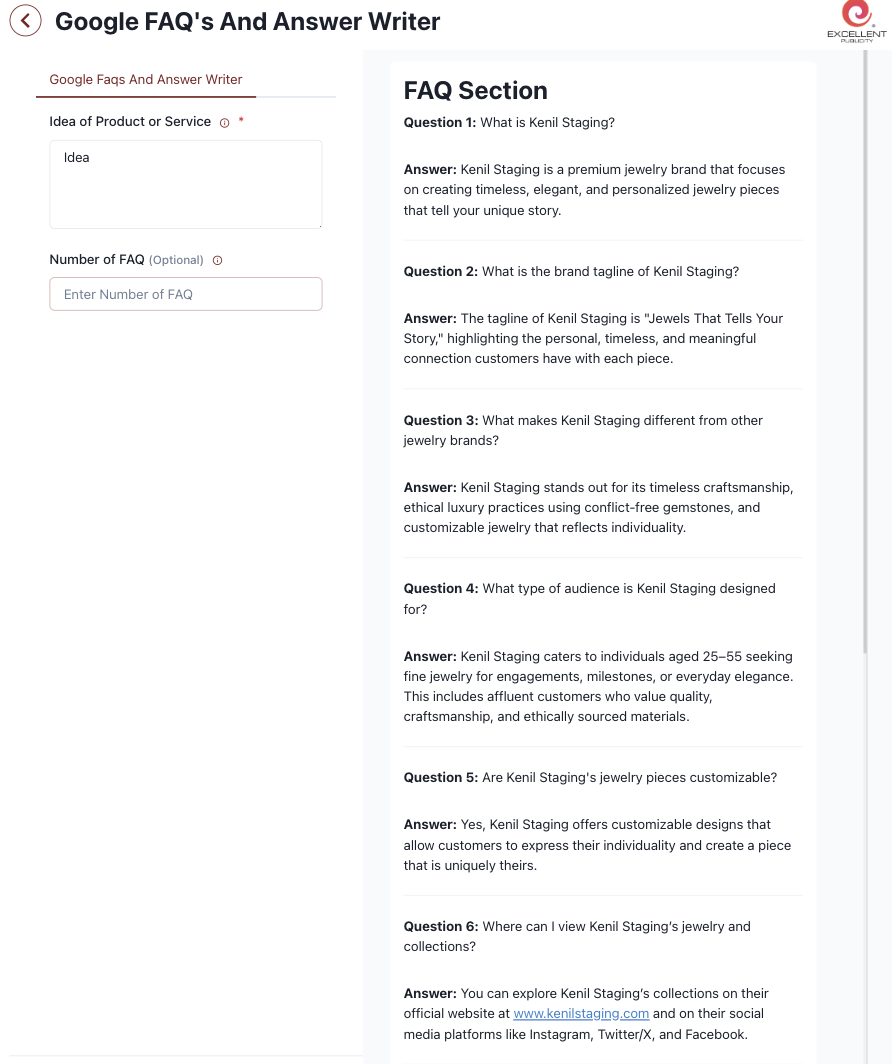 Google FAQ's And Answer Writer
EXCELLENT
PUBLICITY
Google Faqs And Answer Writer
Idea of Product or Service *
Idea
Number of FAQ (Optional)
Enter Number of FAQ
FAQ Section
Question 1: What is Kenil Staging?
Answer: Kenil Staging is a premium jewelry brand that focuses
on creating timeless, elegant, and personalized jewelry pieces
that tell your unique story.
Question 2: What is the brand tagline of Kenil Staging?
Answer: The tagline of Kenil Staging is "Jewels That Tells Your
Story," highlighting the personal, timeless, and meaningful
connection customers have with each piece.
Question 3: What makes Kenil Staging different from other
jewelry brands?
Answer: Kenil Staging stands out for its timeless craftsmanship,
ethical luxury practices using conflict-free gemstones, and
customizable jewelry that reflects individuality.
Question 4: What type of audience is Kenil Staging designed
for?
Answer: Kenil Staging caters to individuals aged 25–55 seeking
fine jewelry for engagements, milestones, or everyday elegance.
This includes affluent customers who value quality,
craftsmanship, and ethically sourced materials.
Question 5: Are Kenil Staging's jewelry pieces customizable?
Answer: Yes, Kenil Staging offers customizable designs that
allow customers to express their individuality and create a piece
that is uniquely theirs.
Question 6: Where can I view Kenil Staging's jewelry and
collections?
Answer: You can explore Kenil Staging's collections on their
official website at www.kenilstaging.com and on their social
media platforms like Instagram, Twitter/X, and Facebook.